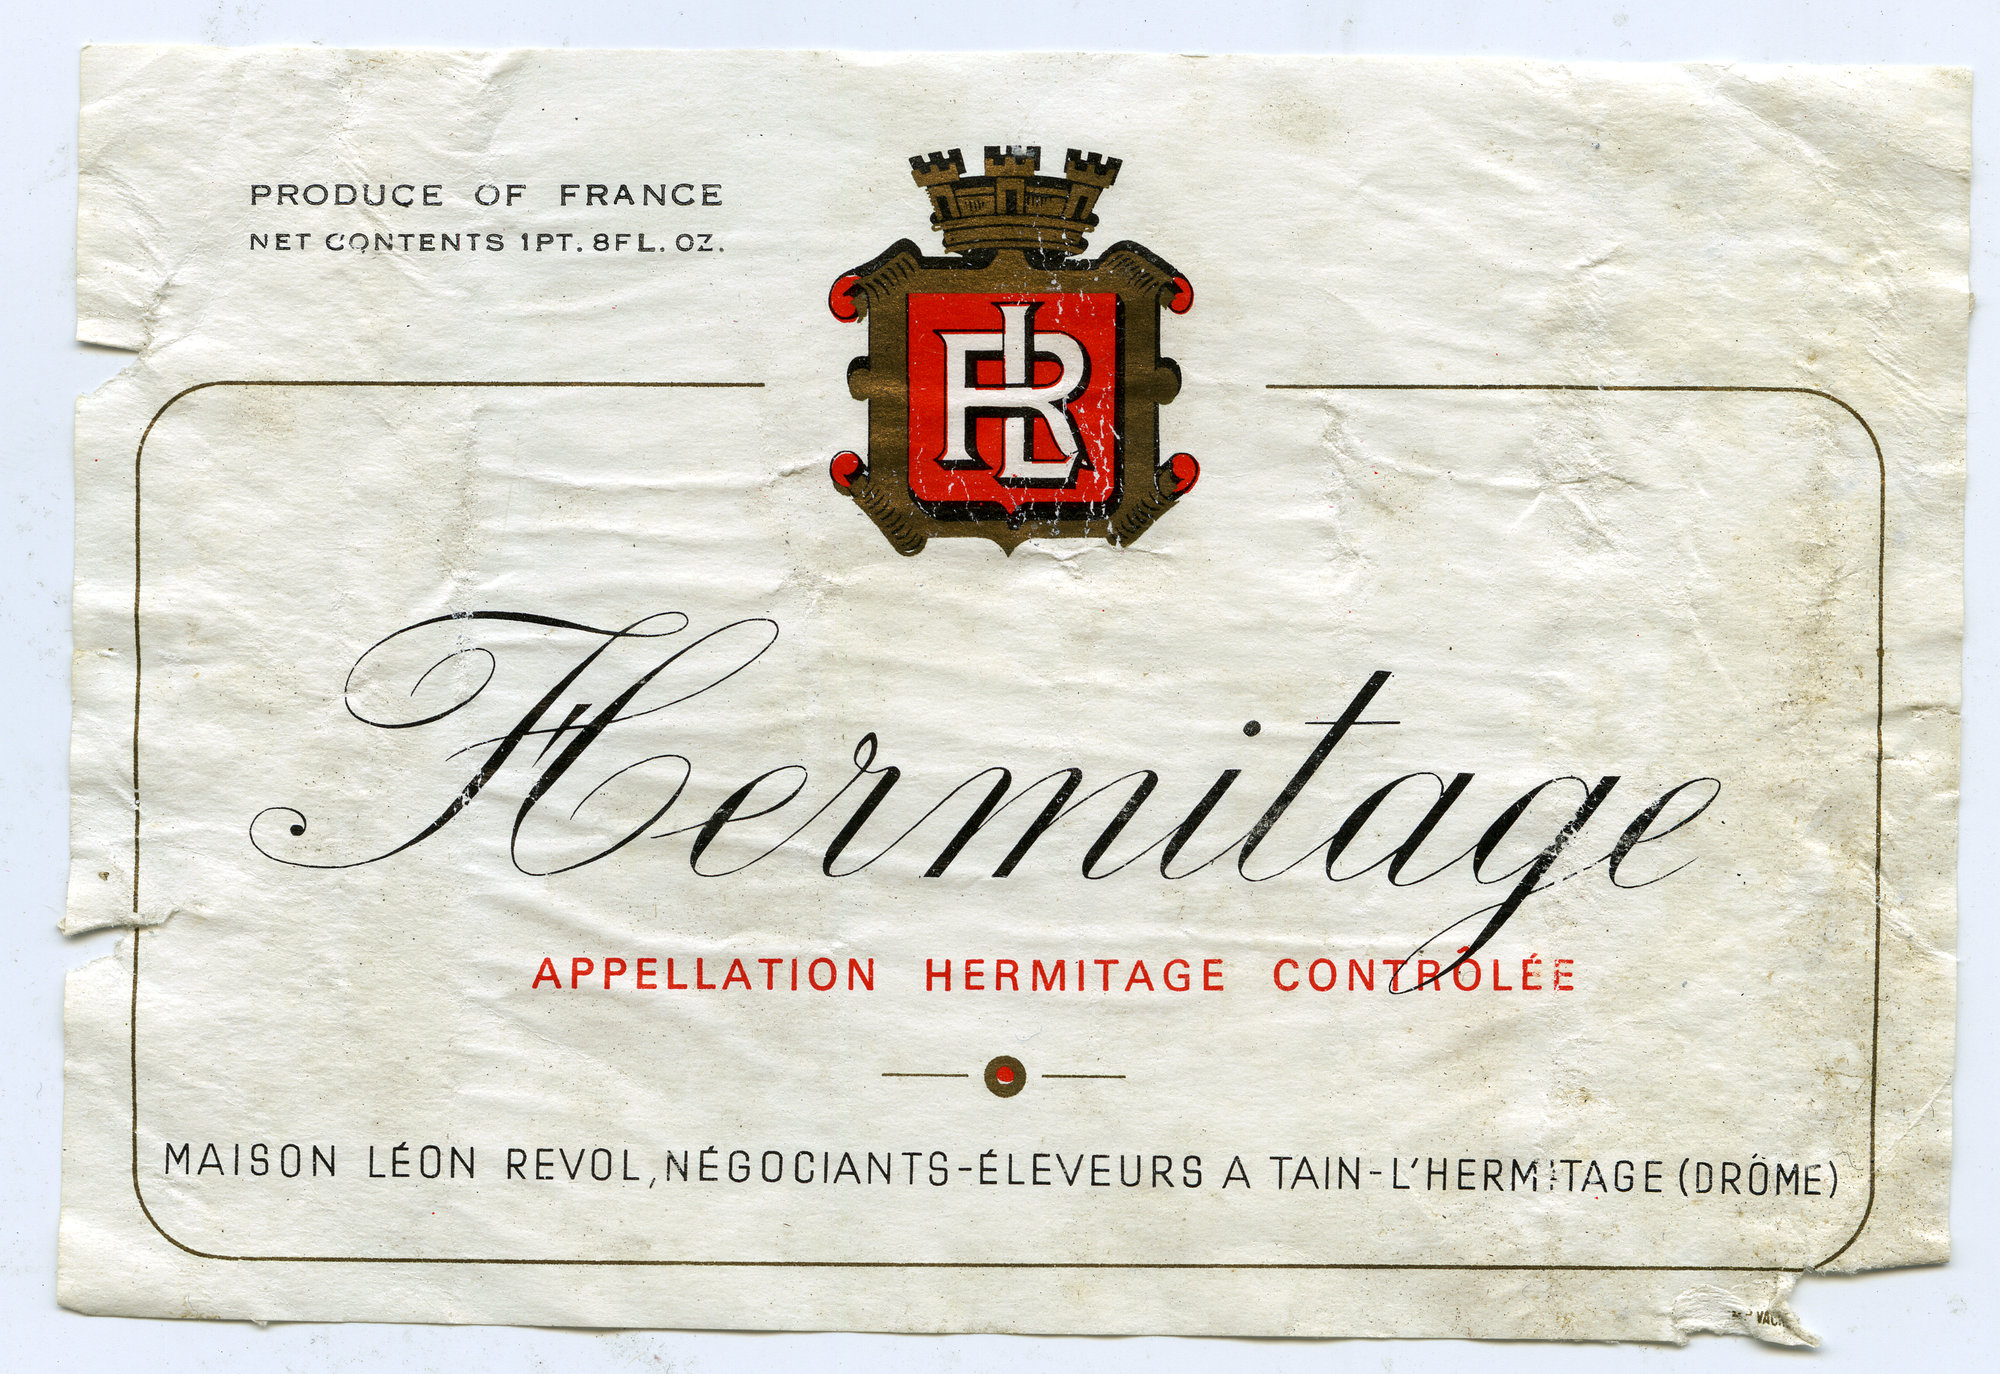 PRODUCE OF FRANCE
NET CONTENTS 1PT. 8FL. OZ.
LR
Hermitage
APPELLATION HERMITAGE CONTRÔLÉE
MAISON LÉON REVOL, NÉGOCIANTS-ÉLEVEURS A TAIN-L'HERMITAGE (DRÔME)